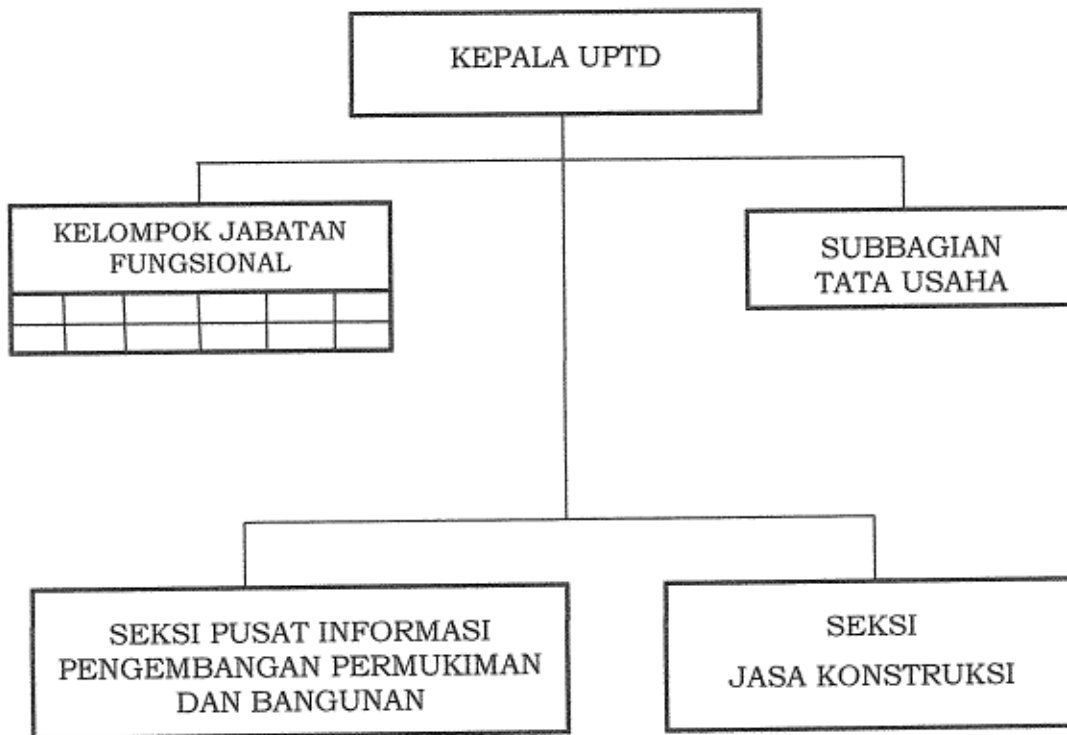 KEPALA UPTD
KELOMPOK JABATAN
FUNGSIONAL
SUBBAGIAN
TATA USAHA
SEKSI PUSAT INFORMASI
PENGEMBANGAN PERMUKIMAN
DAN BANGUNAN
SEKSI
JASA KONSTRUKSI